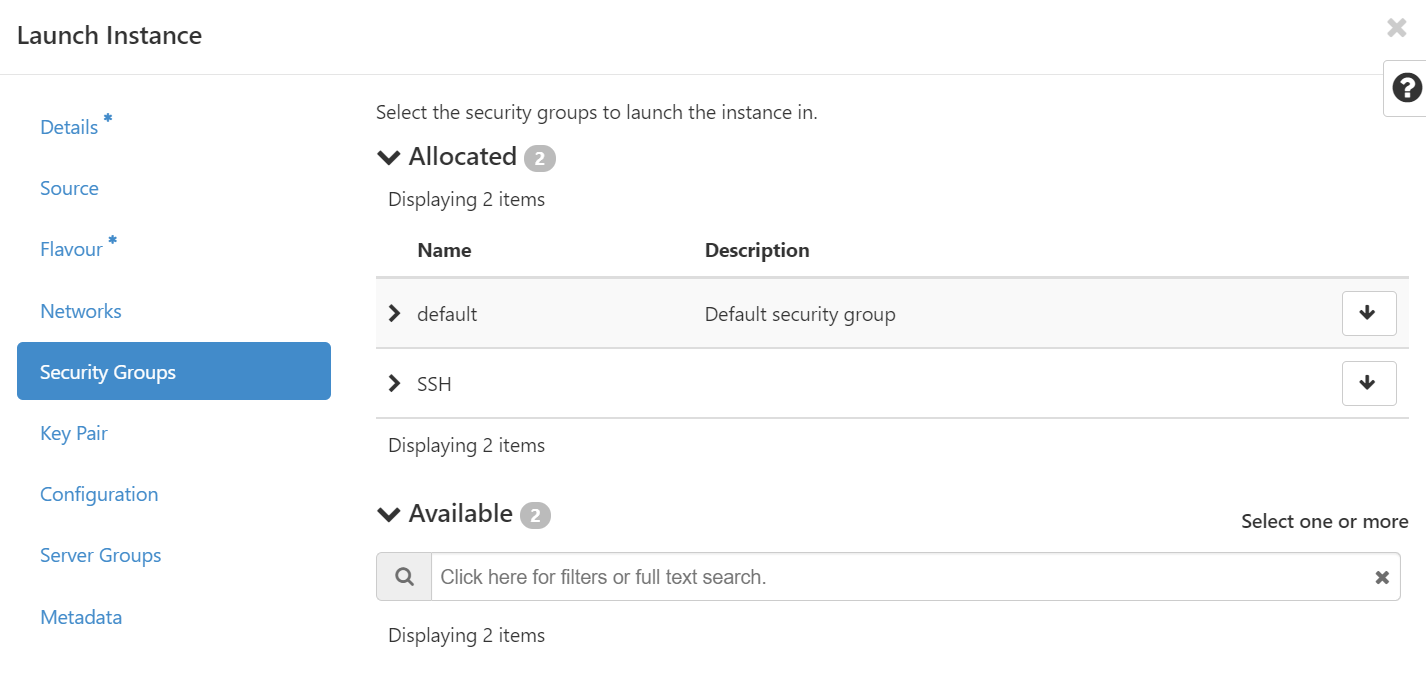 Launch Instance
Details *
Source
Flavour *
Networks
Security Groups
Key Pair
Configuration
Server Groups
Metadata
Select the security groups to launch the instance in.
Allocated 2
Displaying 2 items
Name Description
default Default security group
SSH
Displaying 2 items
Available 2
Select one or more
Click here for filters or full text search.
Displaying 2 items